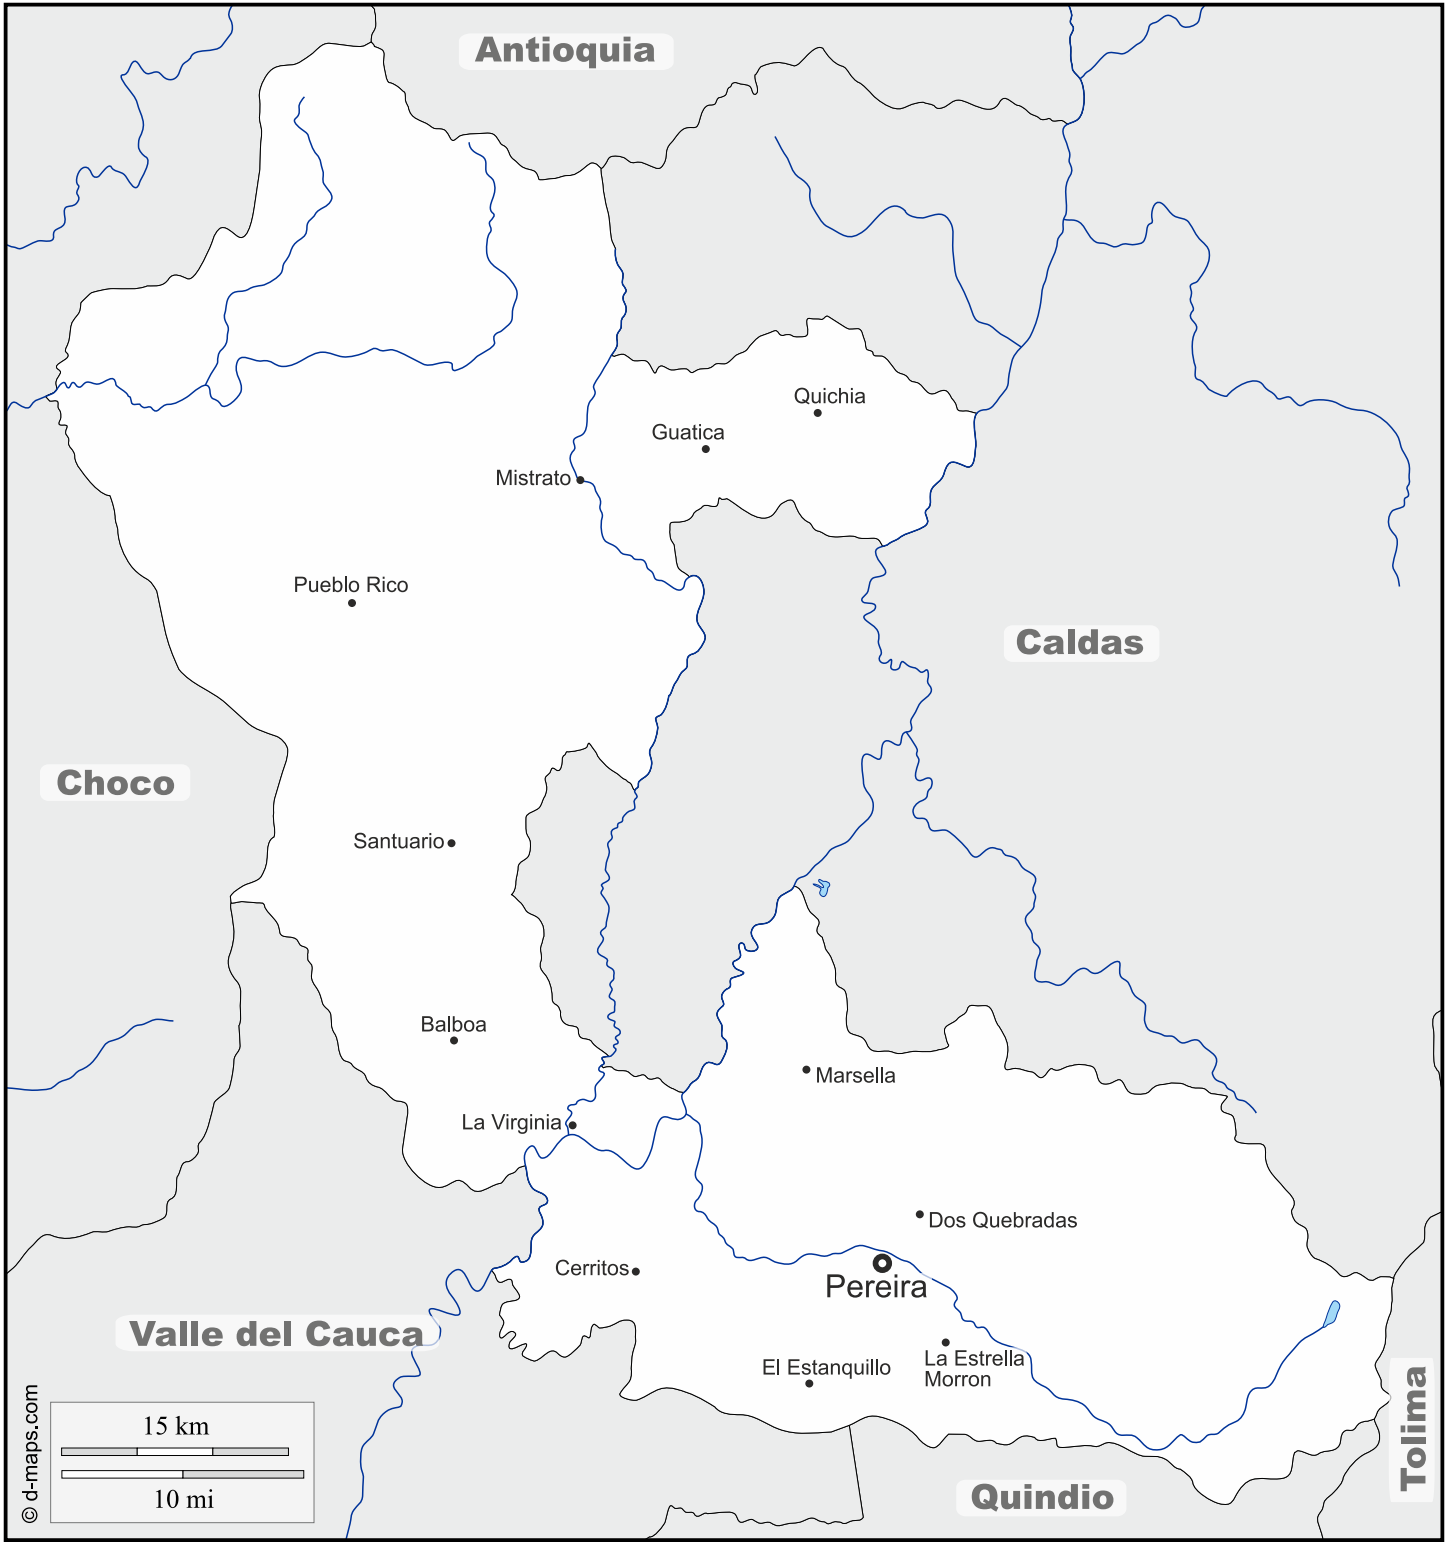 Antioquia
Quichia
Guatica
Mistrato
Pueblo Rico
Caldas
Choco
Santuario
Balboa
Marsella
La Virginia
Dos Quebradas
Cerritos
Pereira
Valle del Cauca
La Estrella
Morron
El Estanquillo
Tolima
Quindio
15 km
10 mi
© d-maps.com